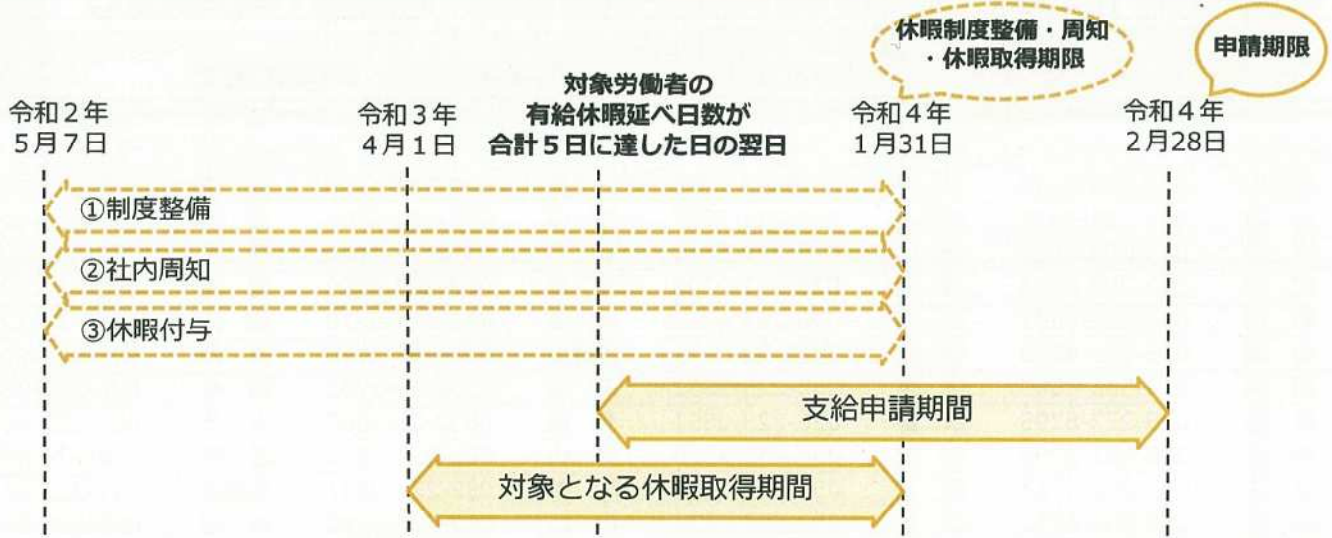 休暇制度整備・周知
・休暇取得期限
申請期限
令和2年
5月7日
令和3年
4月1日
対象労働者の
有給休暇延べ日数が
合計5日に達した日の翌日
令和4年
1月31日
令和4年
2月28日
①制度整備
②社内周知
③休暇付与
支給申請期間
対象となる休暇取得期間